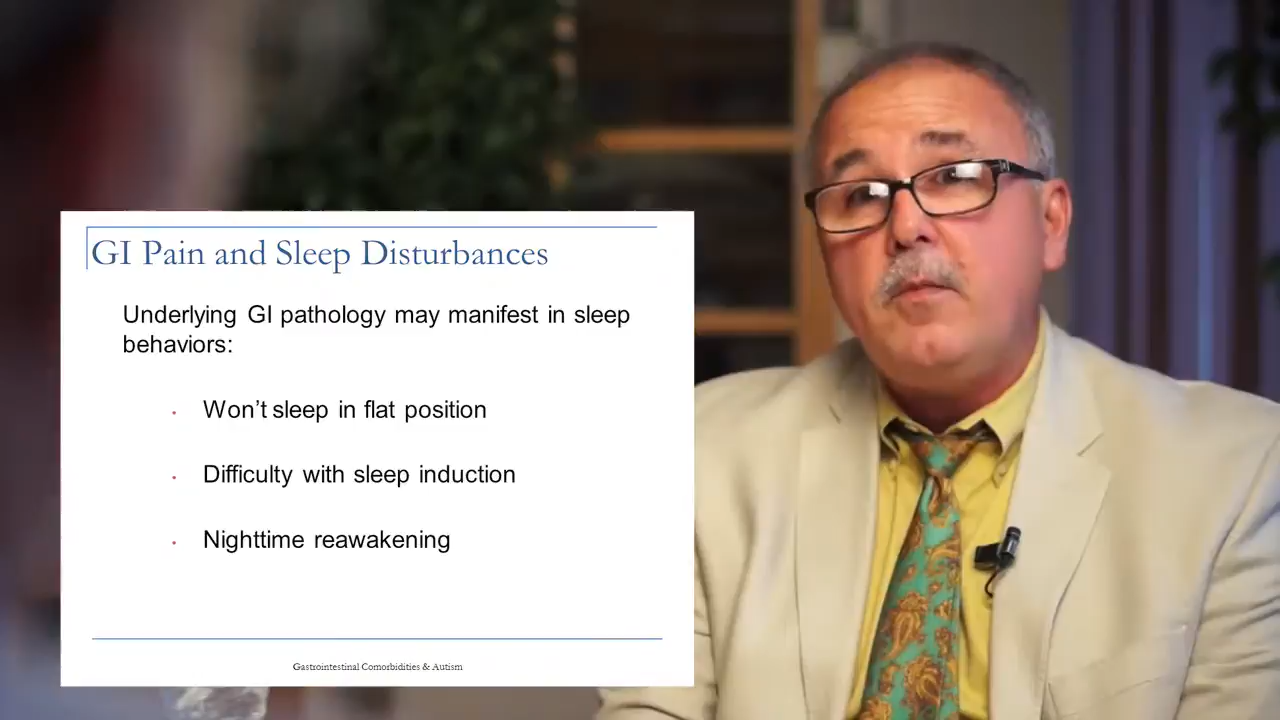 GI Pain and Sleep Disturbances
Underlying GI pathology may manifest in sleep
behaviors:
Won't sleep in flat position
Difficulty with sleep induction
Nighttime reawakening
Gastrointestinal Comorbidities & Autism